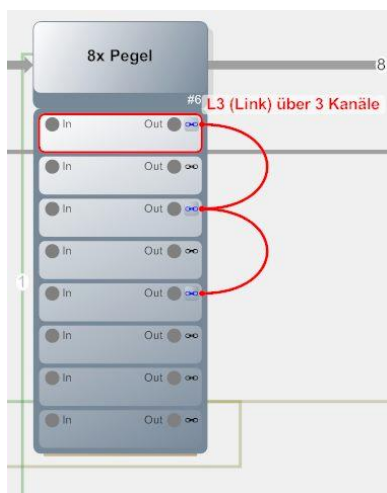 8x Pegel
8
#6
L3 (Link) über 3 Kanäle
In Out
In Out
In Out
In Out
1
In Out
In Out
In Out
In Out